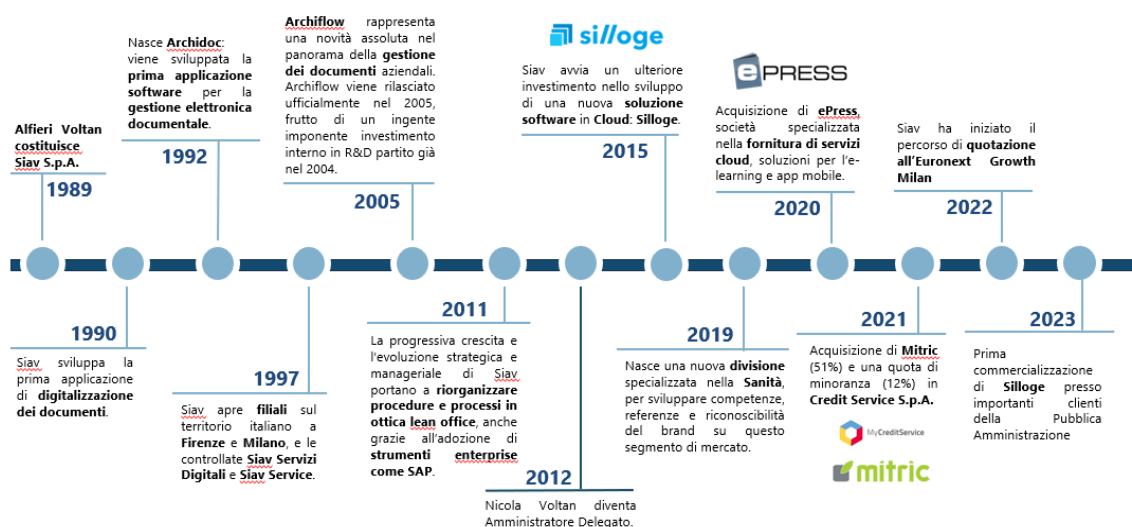 Alfieri Voltan
costituisce
Siav S.p.A.
1989
Nasce Archidoc:
viene sviluppata la
prima applicazione
software per la
gestione elettronica
documentale.
1992
Archiflow rappresenta
una novità assoluta nel
panorama della gestione
dei documenti aziendali.
Archiflow viene rilasciato
ufficialmente nel 2005,
frutto di un ingente
imponente investimento
interno in R&D partito già
nel 2004.
2005
silloge
Siav avvia un ulteriore
investimento nello sviluppo
di una nuova soluzione
software in Cloud: Silloge.
2015
ePRESS
Acquisizione di ePress,
società specializzata
nella fornitura di servizi
cloud, soluzioni per l'e-
learning e app mobile.
2020
Siav ha iniziato il
percorso di quotazione
all'Euronext Growth
Milan
2022
1990
Siav sviluppa la
prima applicazione
di digitalizzazione
dei documenti.
1997
Siav apre filiali sul
territorio italiano a
Firenze e Milano, e le
controllate Siav Servizi
Digitali e Siav Service.
2011
La progressiva crescita e
l'evoluzione strategica e
manageriale di Siav
portano a riorganizzare
procedure e processi in
ottica lean office, anche
grazie all'adozione di
strumenti enterprise
come SAP.
2012
Nicola Voltan diventa
Amministratore Delegato.
2019
Nasce una nuova divisione
specializzata nella Sanità,
per sviluppare competenze,
referenze e riconoscibilità
del brand su questo
segmento di mercato.
2021
Acquisizione di Mitric
(51%) e una quota di
minoranza (12%) in
Credit Service S.p.A.
MyCreditService
mitric
2023
Prima
commercializzazione
di Silloge presso
importanti clienti
della Pubblica
Amministrazione